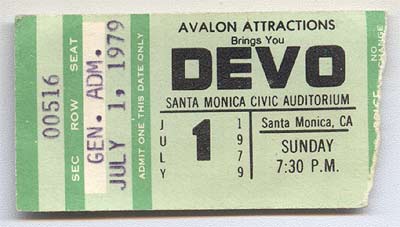 00516
SEC ROW SEAT
GEN. ADM.
JULY 1, 1979
ADMIT ONE THIS DATE ONLY
AVALON ATTRACTIONS
Brings You
DEVO
SANTA MONICA CIVIC AUDITORIUM
JULY
1
1979
Santa Monica, CA
SUNDAY
7:30 P.M.
NO